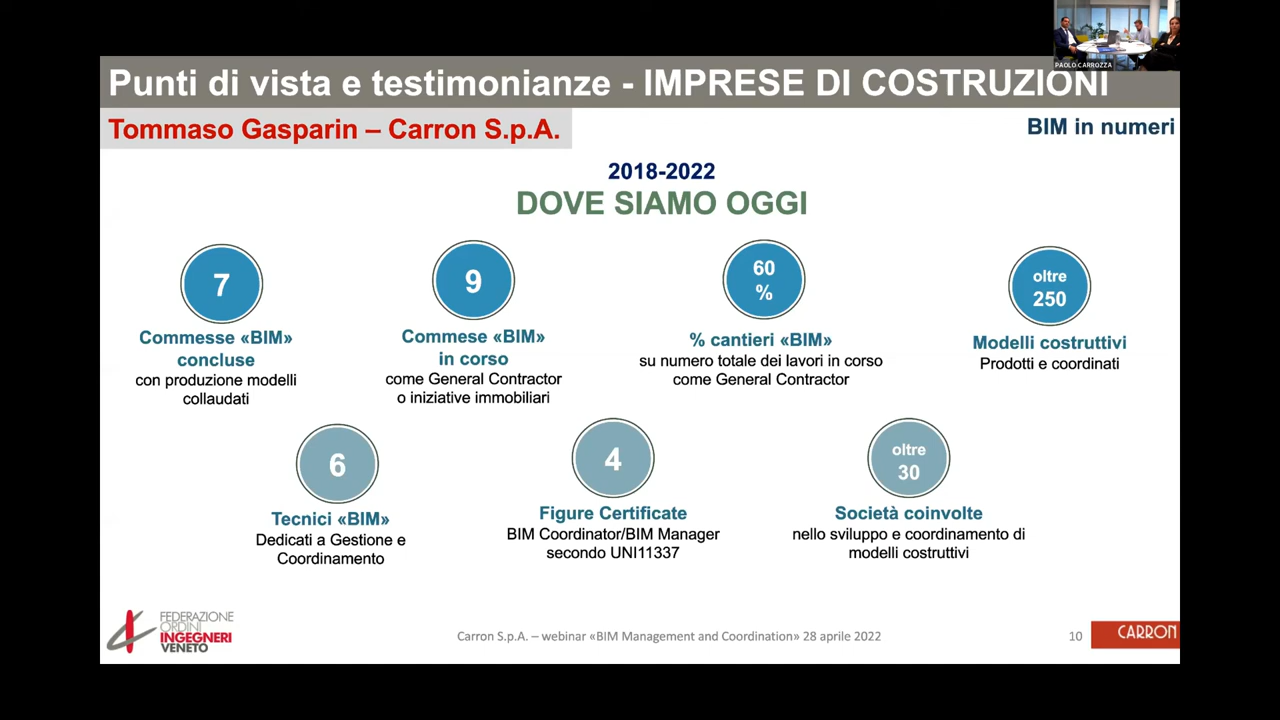 PAOLO CARROZZA
Punti di vista e testimonianze - IMPRESE DI COSTRUZIONI
Tommaso Gasparin – Carron S.p.A.
BIM in numeri
2018-2022
DOVE SIAMO OGGI
7
Commesse «BIM»
concluse
con produzione modelli
collaudati
9
Commese «BIM»
in corso
come General Contractor
o iniziative immobiliari
60
%
% cantieri «BIM»
su numero totale dei lavori in corso
come General Contractor
oltre
250
Modelli costruttivi
Prodotti e coordinati
6
Tecnici «BIM»
Dedicati a Gestione e
Coordinamento
4
Figure Certificate
BIM Coordinator/BIM Manager
secondo UNI11337
oltre
30
Società coinvolte
nello sviluppo e coordinamento di
modelli costruttivi
FEDERAZIONE
ORDINI
INGEGNERI
VENETO
Carron S.p.A. – webinar «BIM Management and Coordination» 28 aprile 2022
10
CARRON